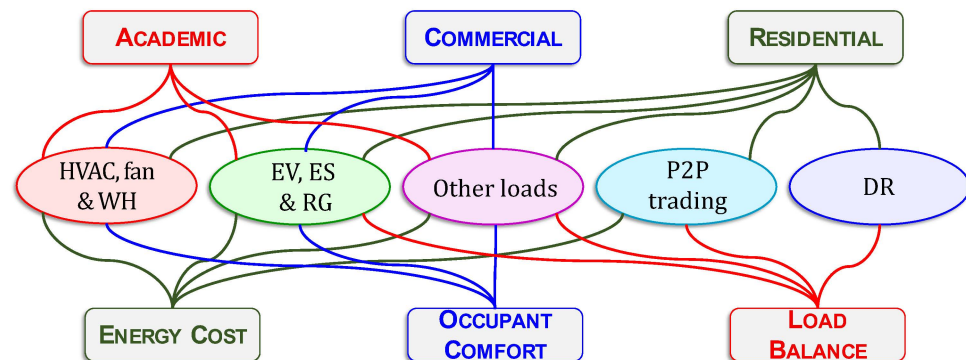 ACADEMIC
COMMERCIAL
RESIDENTIAL
HVAC, fan
& WH
EV, ES
& RG
Other loads
P2P
trading
DR
ENERGY COST
OCCUPANT
COMFORT
LOAD
BALANCE